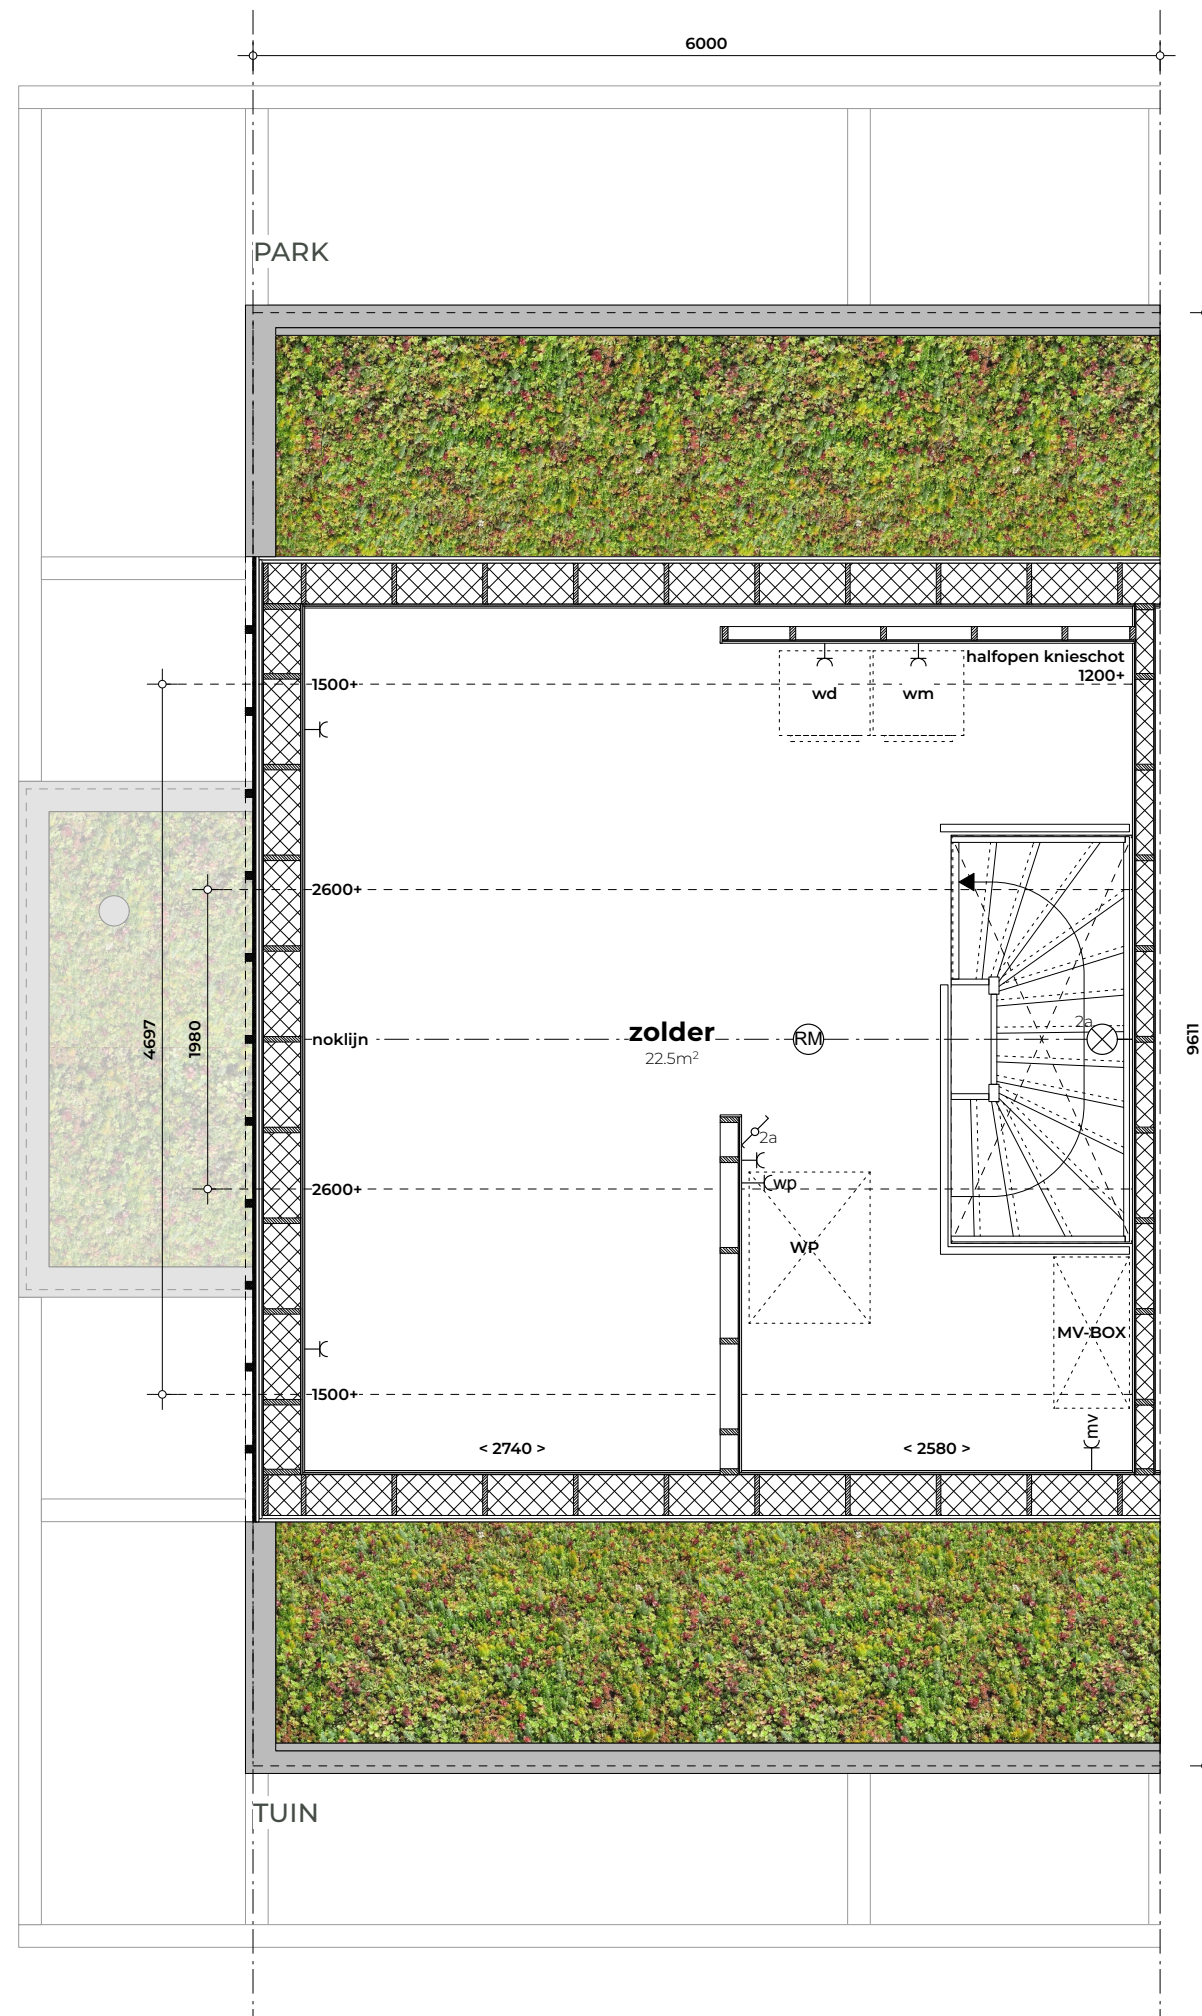 6000
PARK
halfopen knieschot
1200+
1500+
wd
wm
2600+
4697
1980
noklijn
zolder
22.5m²
RM
2a
9611
2a
wp
2600+
WP
MV-BOX
1500+
mv
< 2740 >
< 2580 >
TUIN